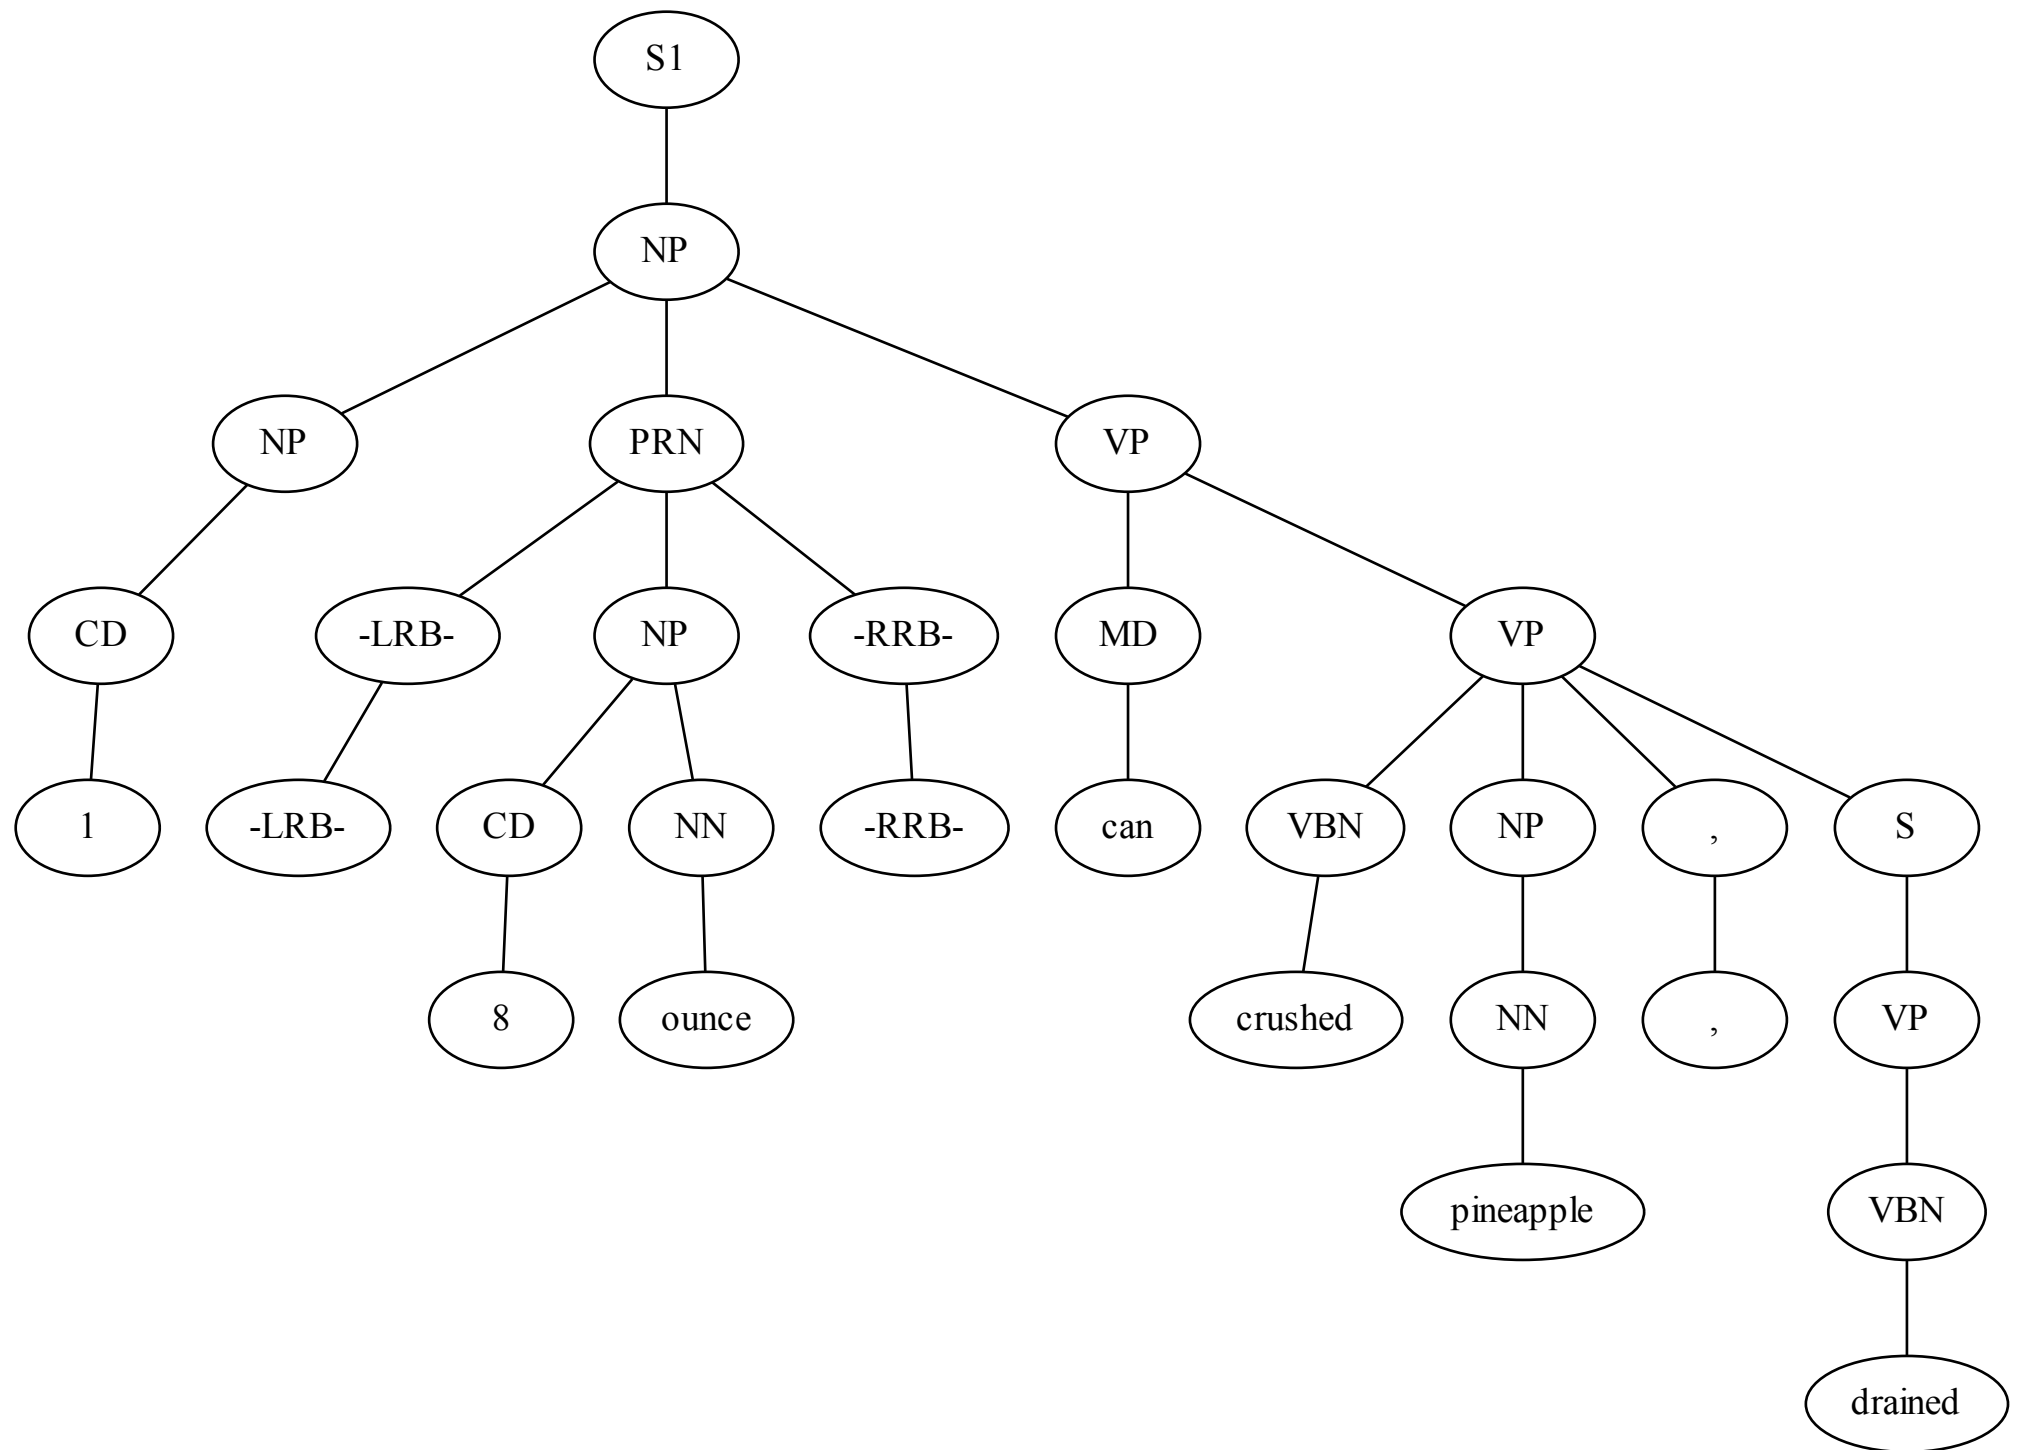 S1
NP
NP PRN VP
CD -LRB- NP -RRB- MD VP
1 -LRB- CD NN -RRB- can VBN NP , S
8 ounce crushed NN , VP
pineapple VBN
drained